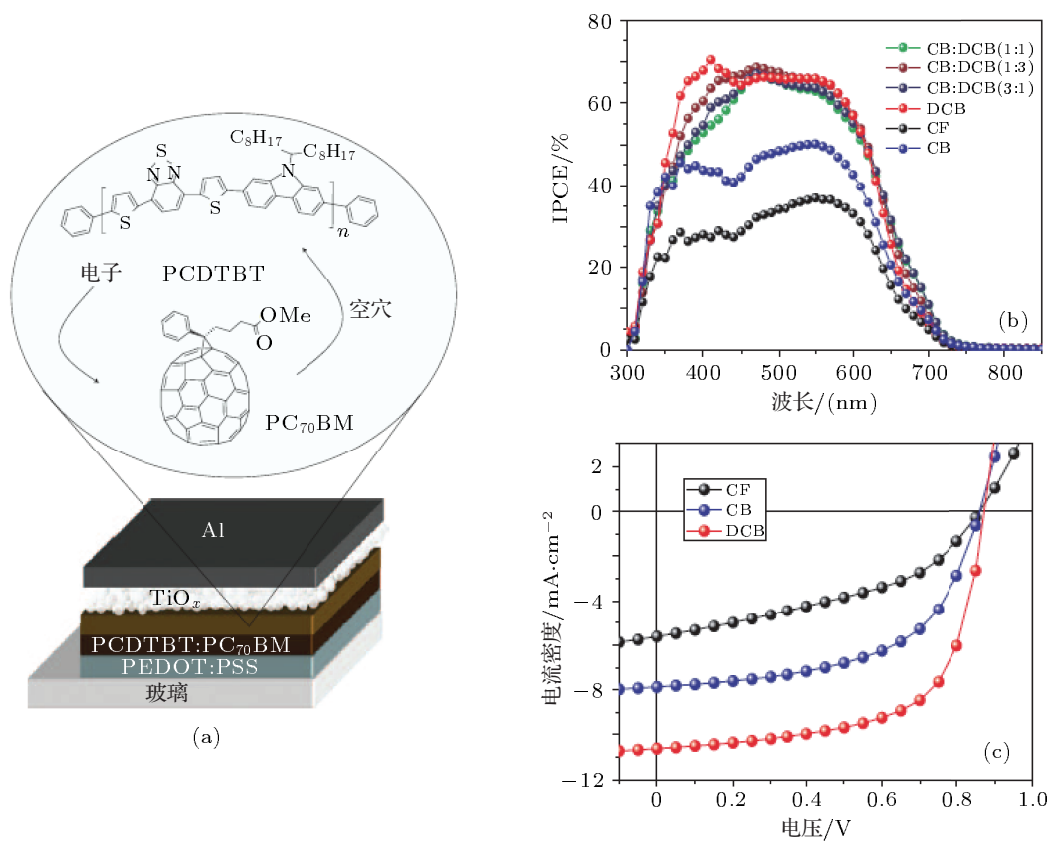 C₈H₁₇ C₈H₁₇
S
N N
N
S
S
n
电子
PCDTBT
空穴
OMe
O
PC₇₀BM
Al
TiOₓ
PCDTBT:PC₇₀BM
PEDOT:PSS
玻璃
(a)
80
60
40
20
0
IPCE/%
CB:DCB(1:1)
CB:DCB(1:3)
CB:DCB(3:1)
DCB
CF
CB
(b)
300 400 500 600 700 800
波长/(nm)
2
0
−4
−8
−12
电流密度/mA·cm⁻²
CF
CB
DCB
(c)
0 0.2 0.4 0.6 0.8 1.0
电压/V